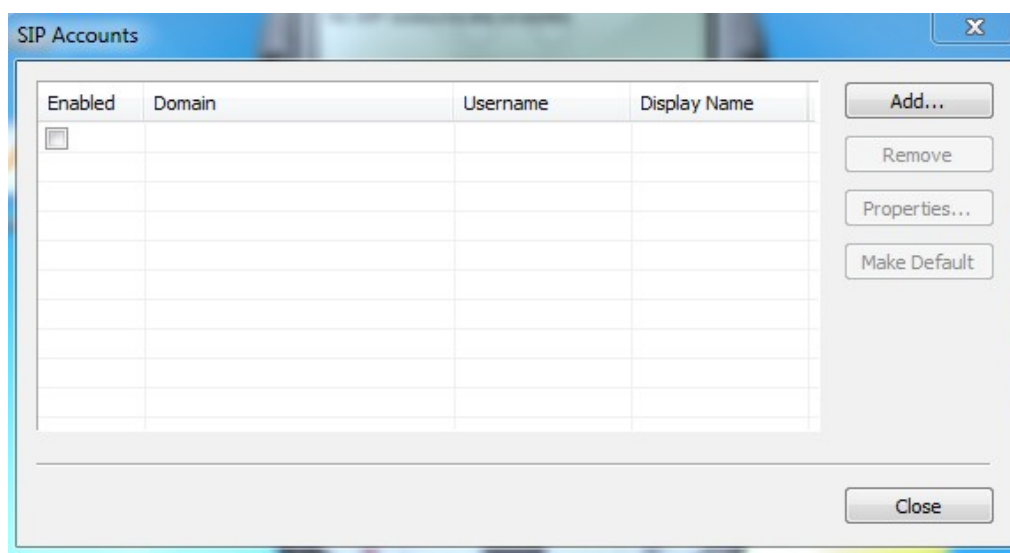 SIP Accounts
Enabled Domain Username Display Name
Add...
Remove
Properties...
Make Default
Close